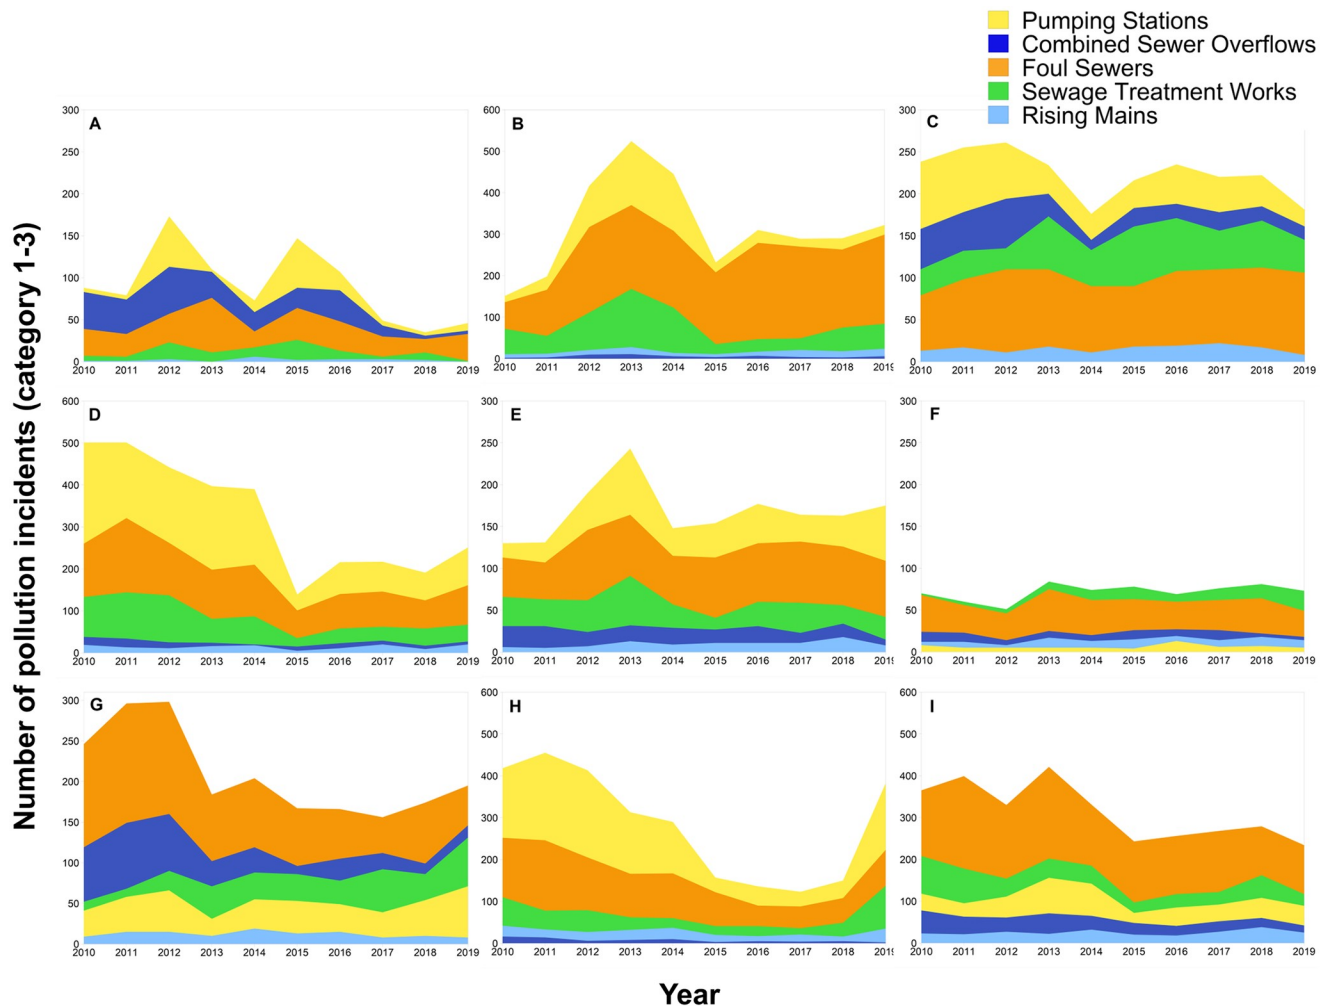 Pumping Stations
Combined Sewer Overflows
Foul Sewers
Sewage Treatment Works
Rising Mains
Number of pollution incidents (category 1-3)
A
300
250
200
150
100
50
0
2010 2011 2012 2013 2014 2015 2016 2017 2018 2019
B
600
500
400
300
200
100
0
2010 2011 2012 2013 2014 2015 2016 2017 2018 2019
C
300
250
200
150
100
50
0
2010 2011 2012 2013 2014 2015 2016 2017 2018 2019
D
600
500
400
300
200
100
0
2010 2011 2012 2013 2014 2015 2016 2017 2018 2019
E
300
250
200
150
100
50
0
2010 2011 2012 2013 2014 2015 2016 2017 2018 2019
F
300
250
200
150
100
50
0
2010 2011 2012 2013 2014 2015 2016 2017 2018 2019
G
300
250
200
150
100
50
0
2010 2011 2012 2013 2014 2015 2016 2017 2018 2019
H
600
500
400
300
200
100
0
2010 2011 2012 2013 2014 2015 2016 2017 2018 2019
I
600
500
400
300
200
100
0
2010 2011 2012 2013 2014 2015 2016 2017 2018 2019
Year